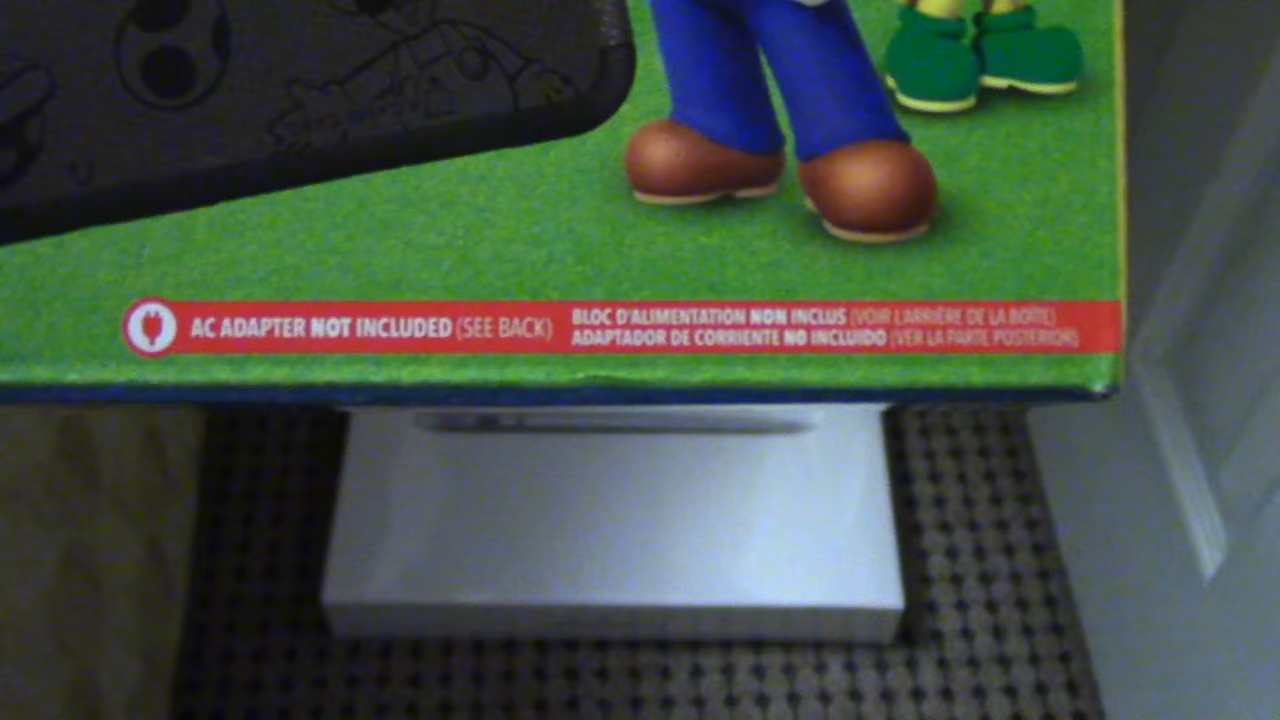 AC ADAPTER NOT INCLUDED (SEE BACK)
BLOC D'ALIMENTATION NON INCLUS (VOIR L'ARRIÈRE DE LA BOÎTE)
ADAPTADOR DE CORRIENTE NO INCLUIDO (VER LA PARTE POSTERIOR)